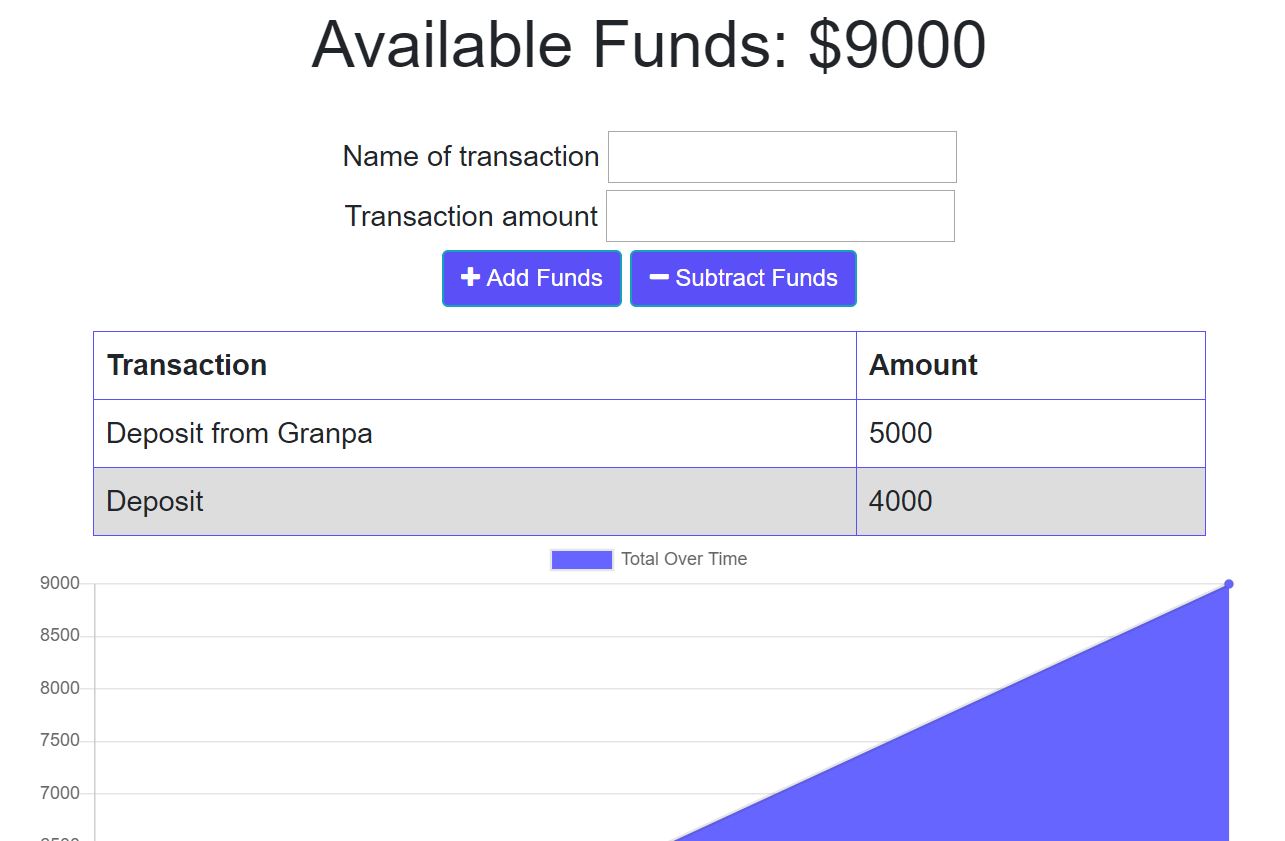 Available Funds: $9000
Name of transaction
Transaction amount
Add Funds Subtract Funds
Transaction Amount
Deposit from Granpa 5000
Deposit 4000
Total Over Time
9000
8500
8000
7500
7000